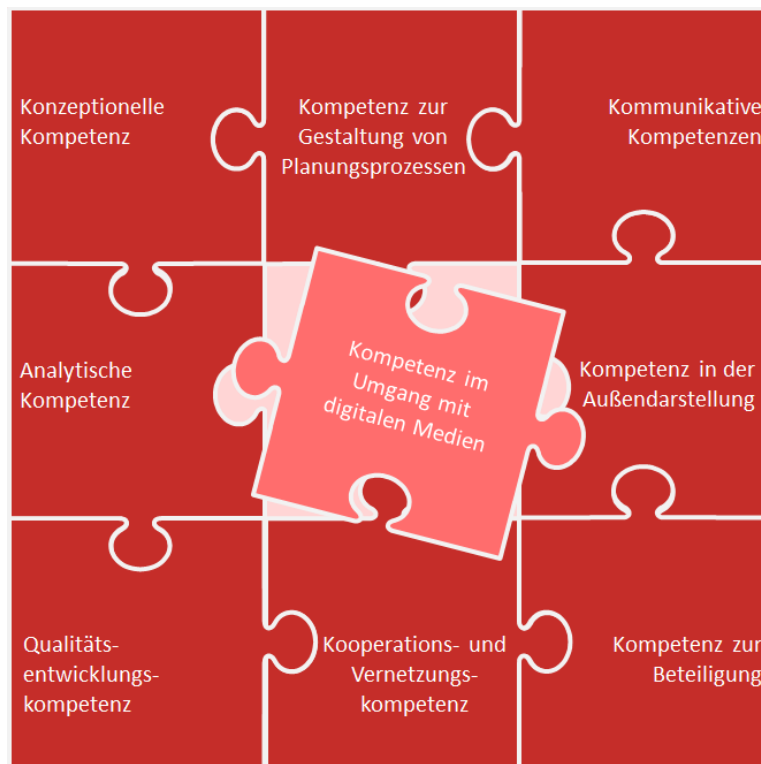 Konzeptionelle
Kompetenz
Kompetenz zur
Gestaltung von
Planungsprozessen
Kommunikative
Kompetenzen
Analytische
Kompetenz
Kompetenz im
Umgang mit
digitalen Medien
Kompetenz in der
Außendarstellung
Qualitäts-
entwicklungs-
kompetenz
Kooperations- und
Vernetzungs-
kompetenz
Kompetenz zur
Beteiligung